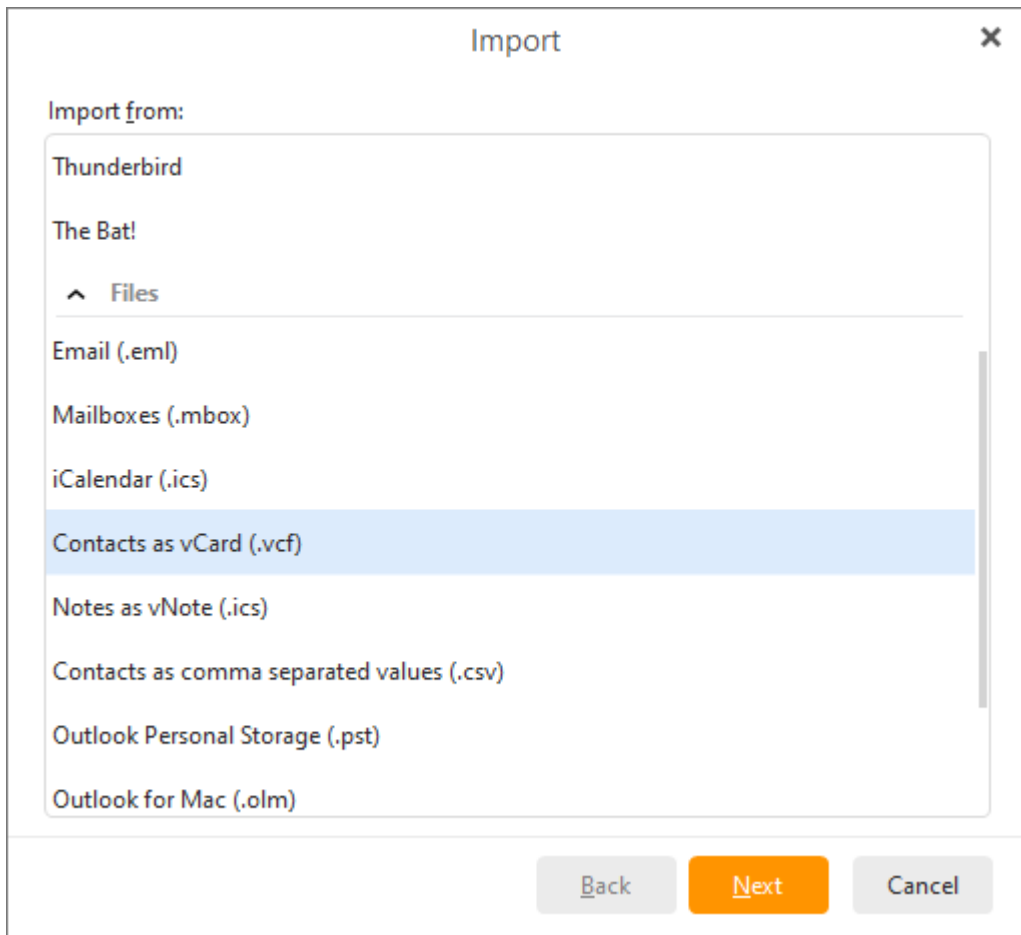 Import
Import from:
Thunderbird
The Bat!
Files
Email (.eml)
Mailboxes (.mbox)
iCalendar (.ics)
Contacts as vCard (.vcf)
Notes as vNote (.ics)
Contacts as comma separated values (.csv)
Outlook Personal Storage (.pst)
Outlook for Mac (.olm)
Back Next Cancel